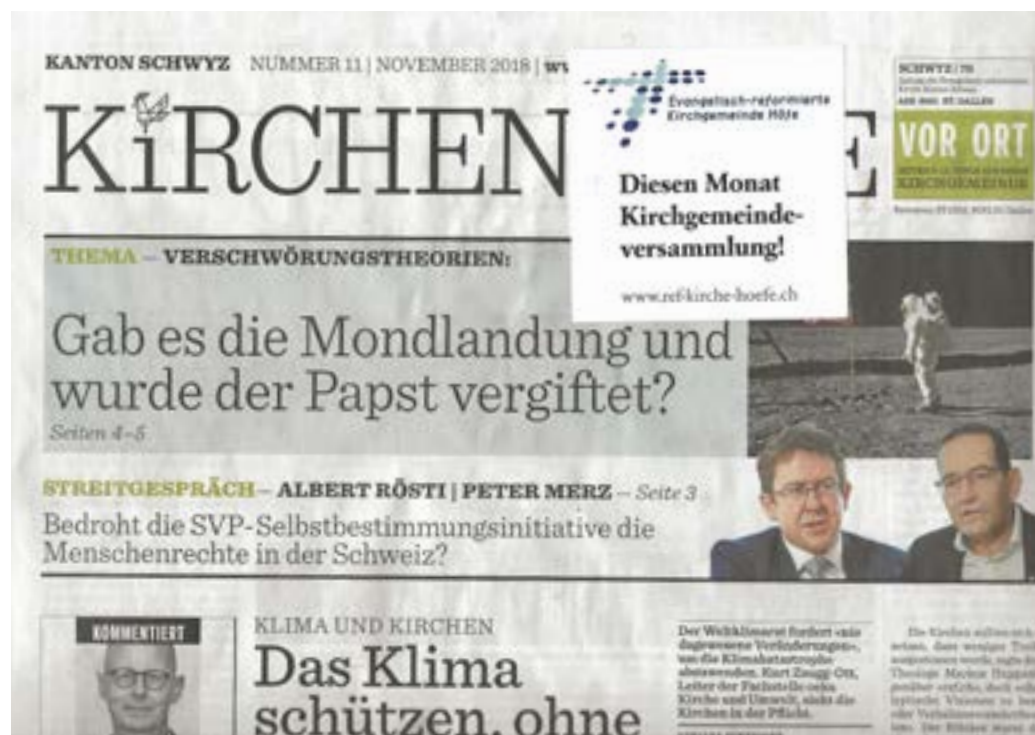 KANTON SCHWYZ NUMMER 11 | NOVEMBER 2018 |
KiRCHEN E
Evangelisch-reformierte
Kirchgemeinde Höfe
Diesen Monat
Kirchgemeinde-
versammlung!
www.ref-kirche-hoefe.ch
VOR ORT
KIRCHGEMEINDE
THEMA – VERSCHWÖRUNGSTHEORIEN:
Gab es die Mondlandung und
wurde der Papst vergiftet?
Seiten 4–5
STREITGESPRÄCH – ALBERT RÖSTI | PETER MERZ – Seite 3
Bedroht die SVP-Selbstbestimmungsinitiative die
Menschenrechte in der Schweiz?
KOMMENTIERT
KLIMA UND KIRCHEN
Das Klima
schützen, ohne
Der Weltklimarat fordert «nie
dagewesene Veränderungen»,
um die Klimakatastrophe
abzuwenden. Kurt Zaugg-Ott,
Leiter der Fachstelle oeku
Kirche und Umwelt, sieht die
Kirchen in der Pflicht.